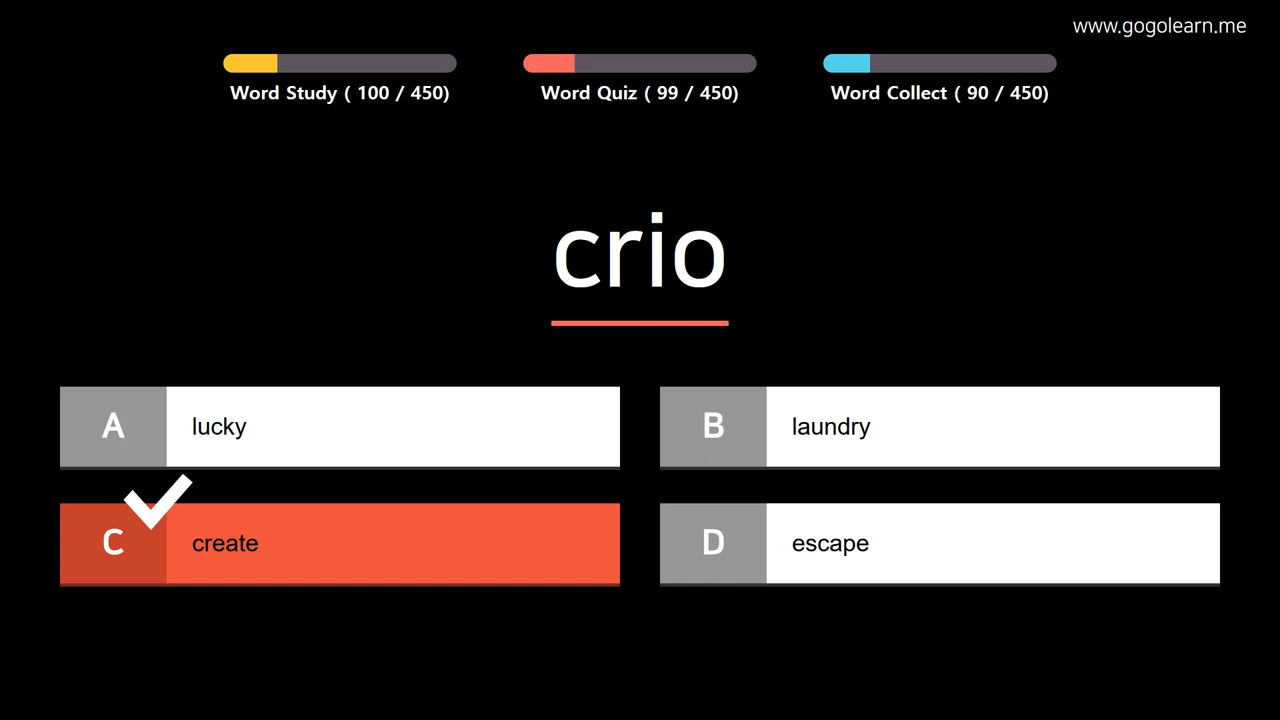 www.gogolearn.me
Word Study ( 100 / 450)
Word Quiz ( 99 / 450)
Word Collect ( 90 / 450)
crio
A lucky
B laundry
C create
D escape